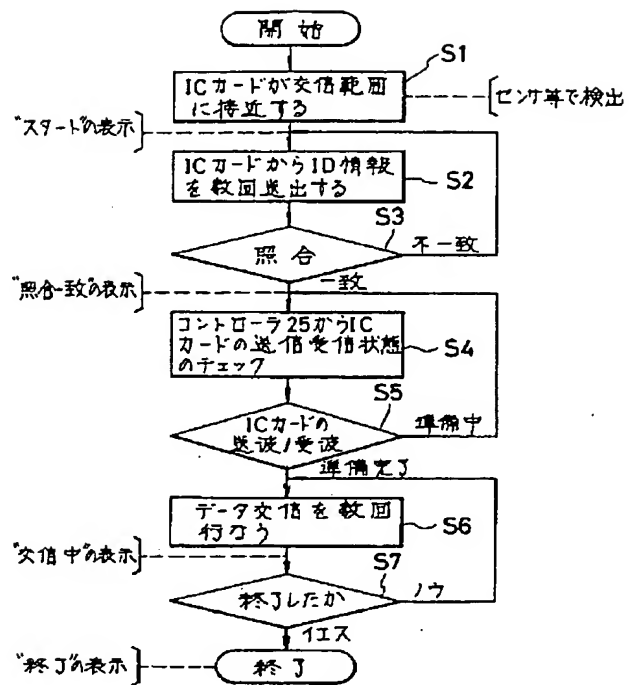 開始
S1
ICカードが交信範囲
に接近する
センサ等で検出
"スタート"の表示
ICカードからID情報
を数回送出する
S2
S3
照合
不一致
一致
"照合一致"の表示
コントローラ25からIC
カードの送信受信状態
のチェック
S4
S5
ICカードの
送波/受波
準備中
準備完了
データ交信を数回
行なう
S6
"交信中"の表示
S7
終了したか
ノウ
イエス
"終了"の表示
終了